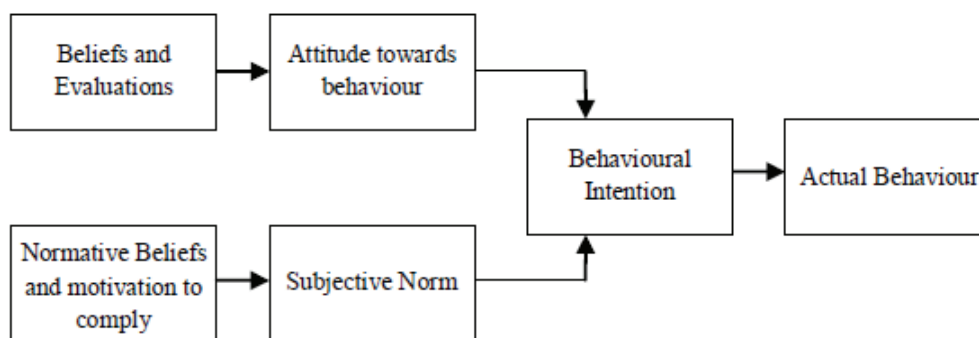 Beliefs and
Evaluations
Attitude towards
behaviour
Behavioural
Intention
Actual Behaviour
Normative Beliefs
and motivation to
comply
Subjective Norm